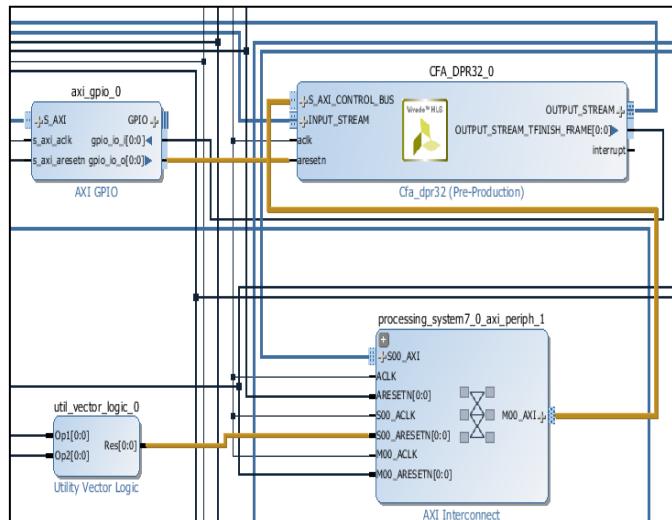 axi_gpio_0
S_AXI
GPIO
s_axi_aclk
gpio_io_i[0:0]
s_axi_aresetn
gpio_io_o[0:0]
AXI GPIO
CFA_DPR32_0
S_AXI_CONTROL_BUS
INPUT_STREAM
aclk
aresetn
Vivado™ HLS
OUTPUT_STREAM
OUTPUT_STREAM_TFINISH_FRAME[0:0]
interrupt
Cfa_dpr32 (Pre-Production)
processing_system7_0_axi_periph_1
S00_AXI
ACLK
ARESETN[0:0]
S00_ACLK
S00_ARESETN[0:0]
M00_ACLK
M00_ARESETN[0:0]
M00_AXI
AXI Interconnect
util_vector_logic_0
Op1[0:0]
Op2[0:0]
Res[0:0]
Utility Vector Logic